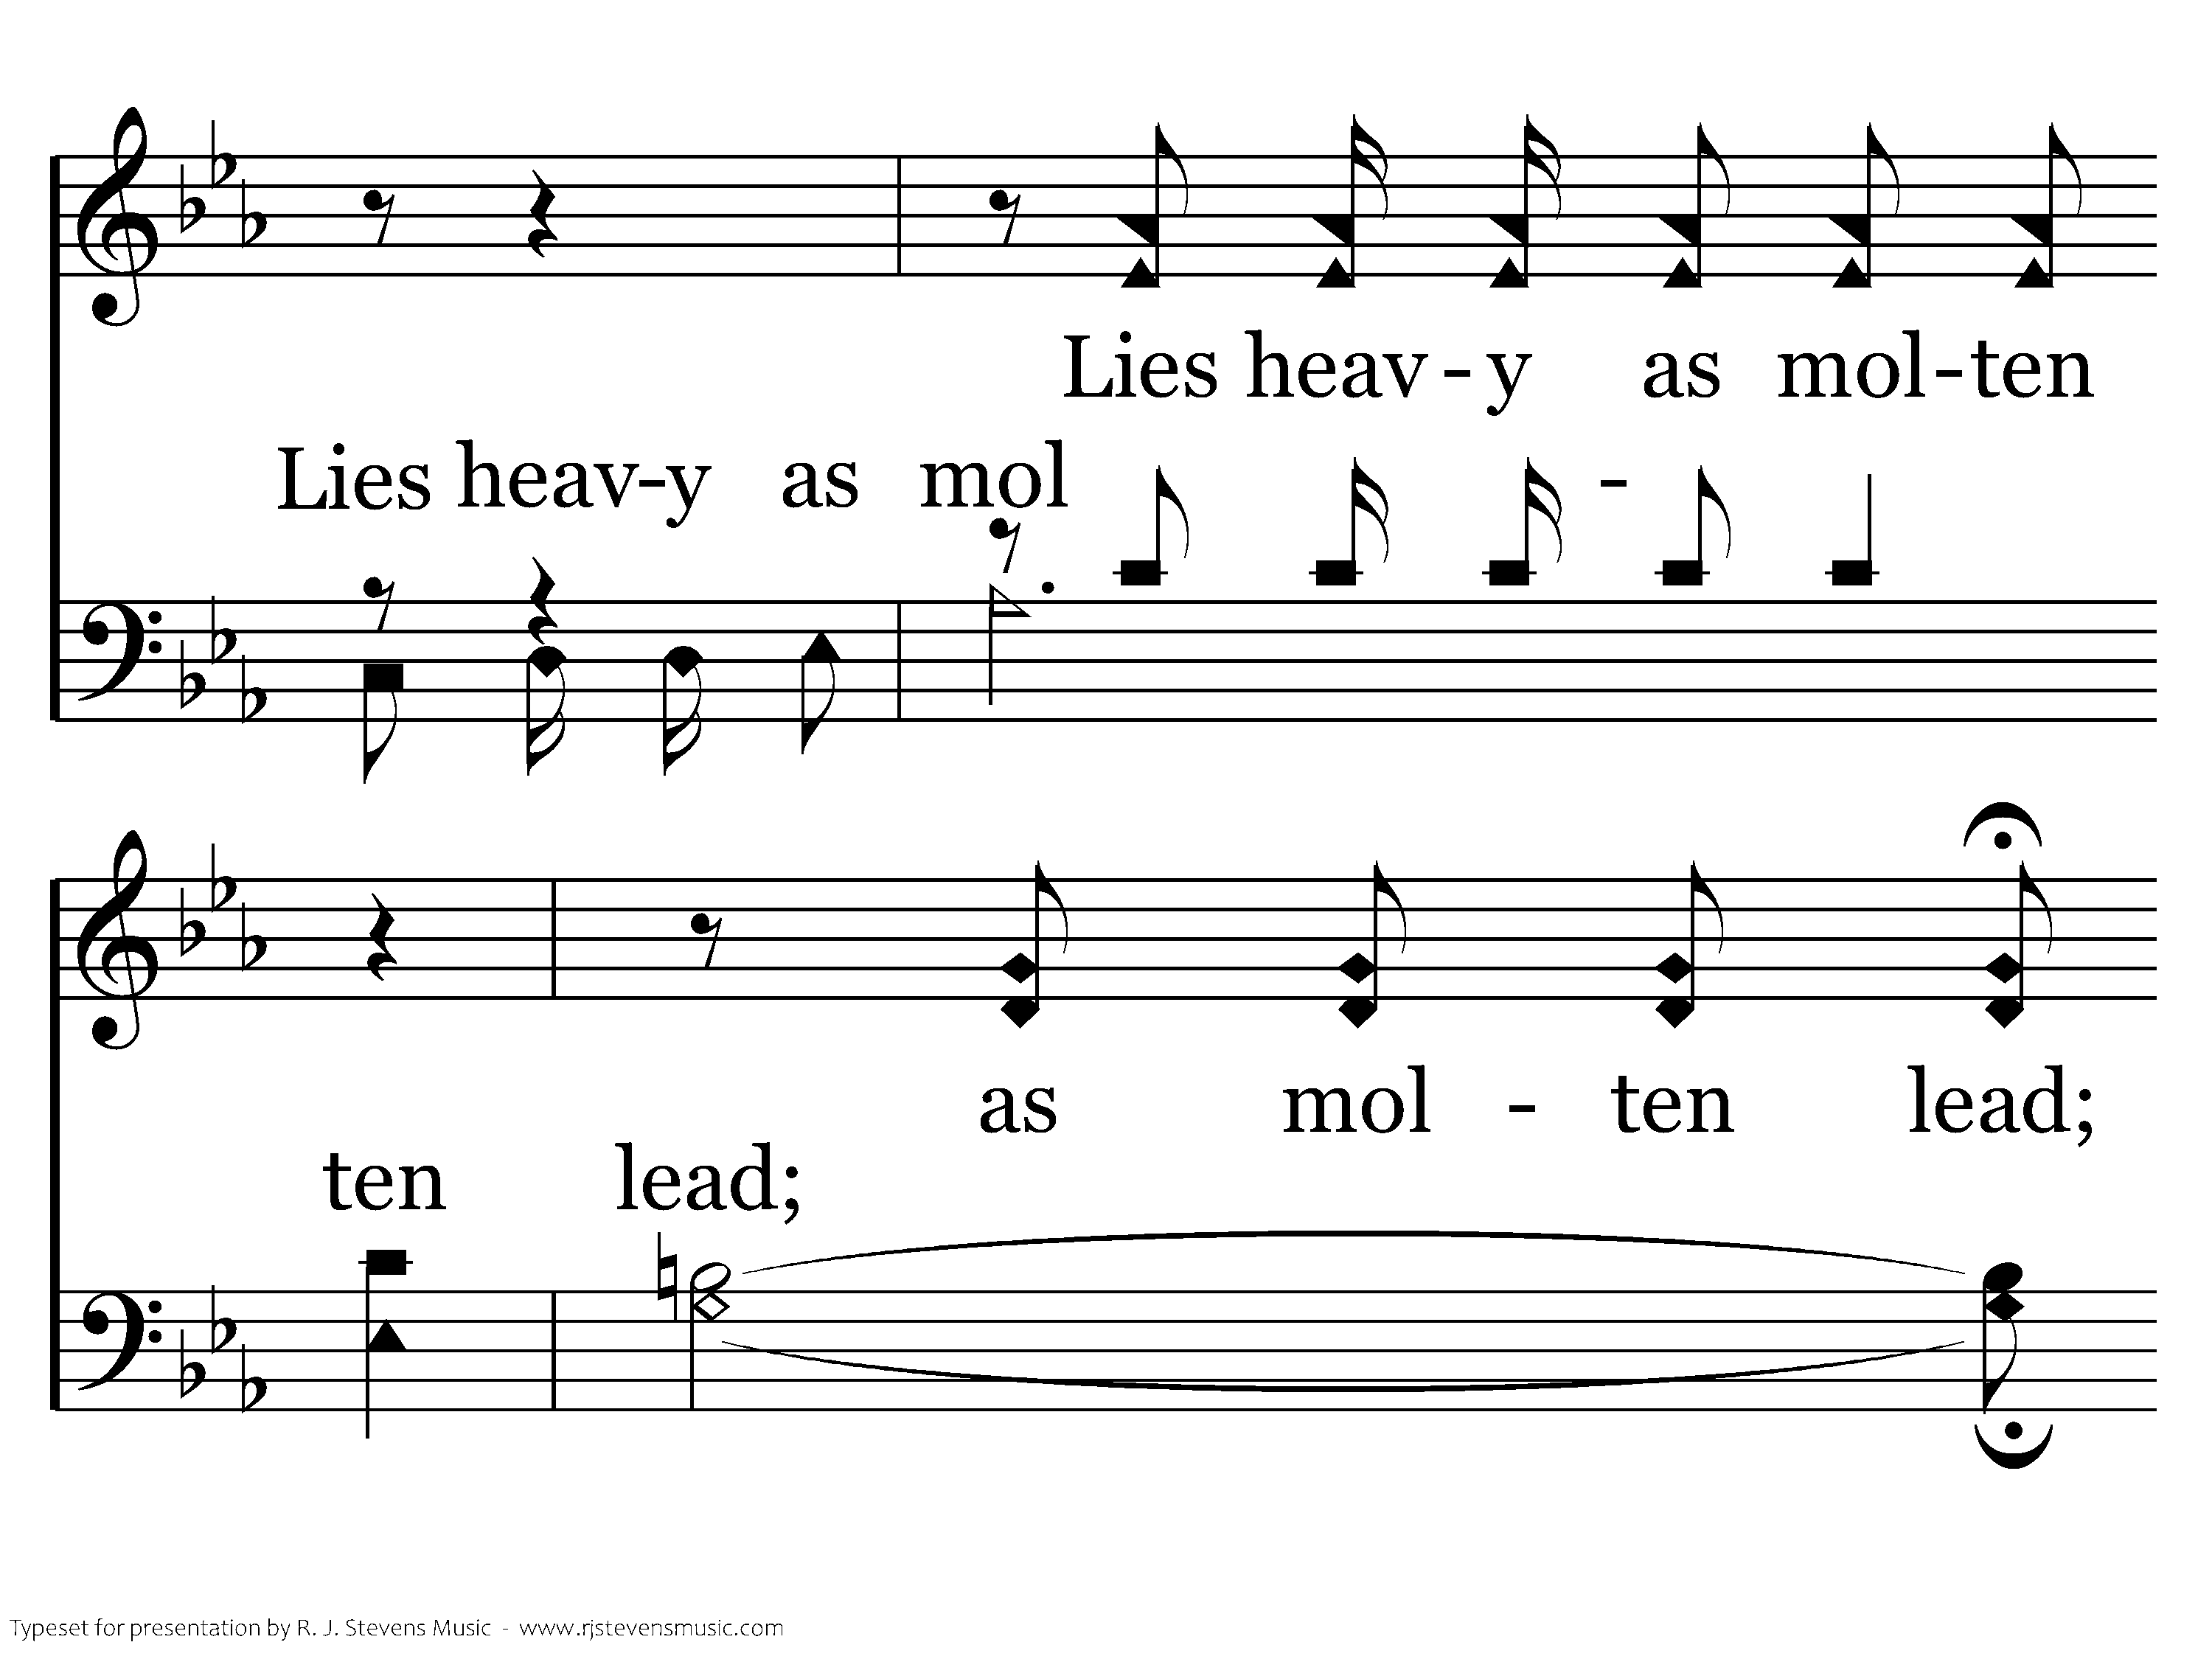 Lies heav-y as mol-ten
Lies heav-y as mol -
as mol - ten lead;
ten lead;
Typeset for presentation by R. J. Stevens Music - www.rjstevensmusic.com